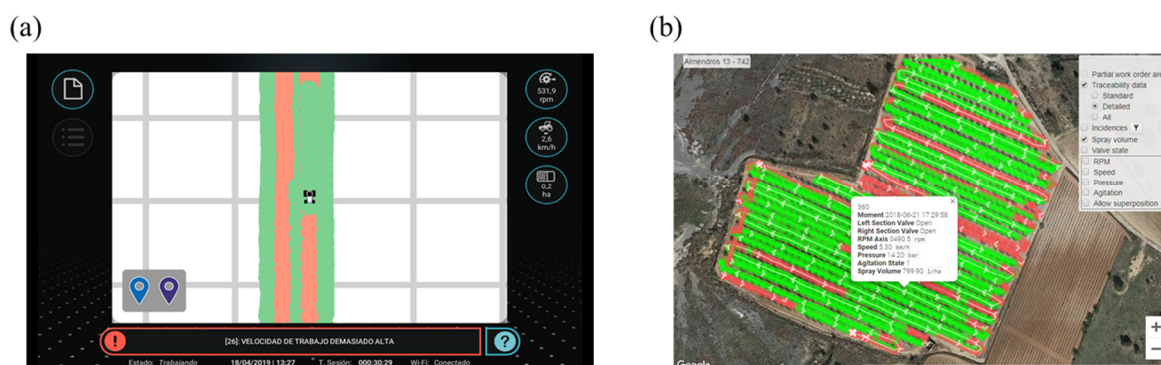 (a)
531,9
rpm
2,6
km/h
0,2
ha
[26]: VELOCIDAD DE TRABAJO DEMASIADO ALTA
?
Estado: Trabajando 18/04/2019 | 13:27 T. Sesión: 000:30:29 Wi-Fi: Conectado
(b)
Almendros 13 - 742
Partial work order are
Traceability data
Standard
Detailed
All
Incidences
Spray volume
Valve state
RPM
Speed
Pressure
Agitation
Allow superposition
360
Moment 2018-06-21 17:29:58
Left Section Valve Open
Right Section Valve Open
RPM Axis 0490.5 rpm
Speed 5.30 km/h
Pressure 14.20 bar
Agitation State 1
Spray Volume 799.90 l/ha
+
−
Google